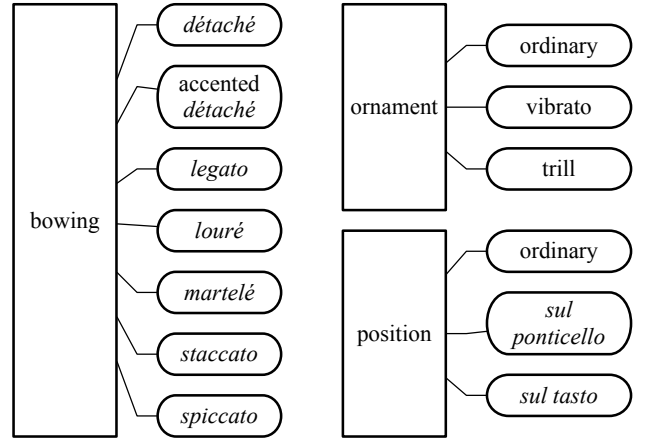 bowing
détaché
accented
détaché
legato
louré
martelé
staccato
spiccato
ornament
ordinary
vibrato
trill
position
ordinary
sul
ponticello
sul tasto